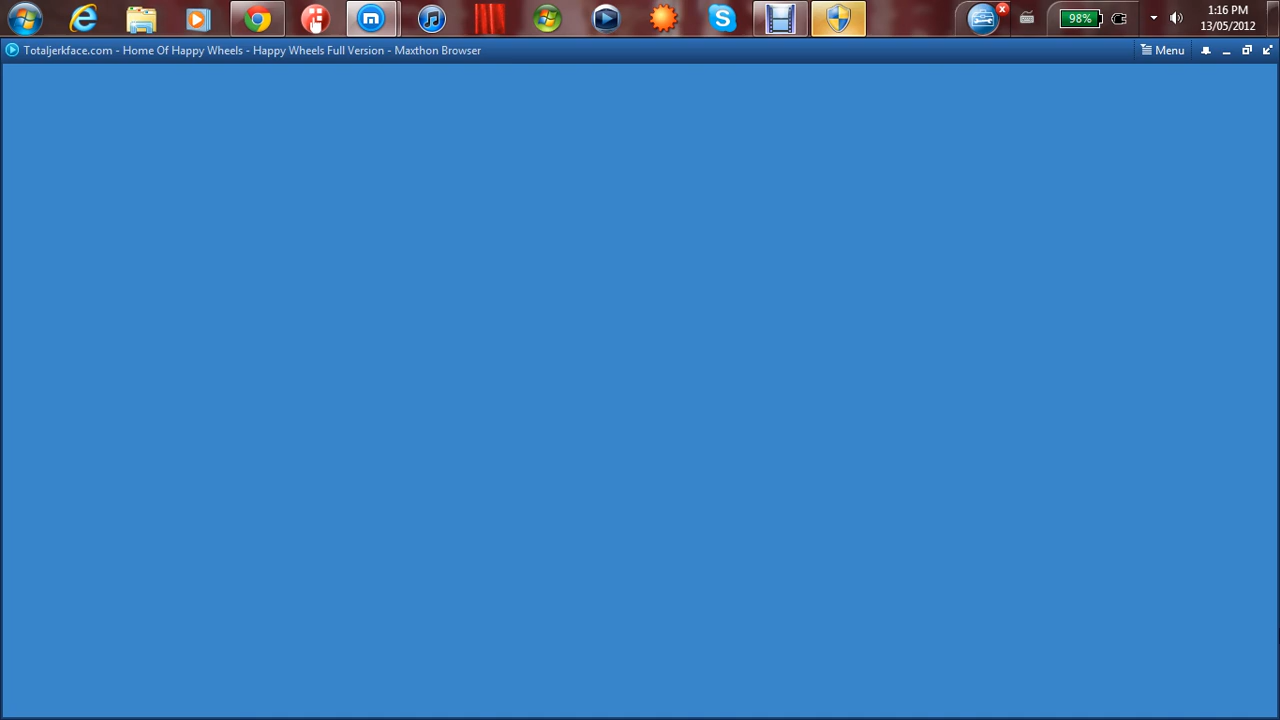 1:16 PM
98%
13/05/2012
Totaljerkface.com - Home Of Happy Wheels - Happy Wheels Full Version - Maxthon Browser
Menu